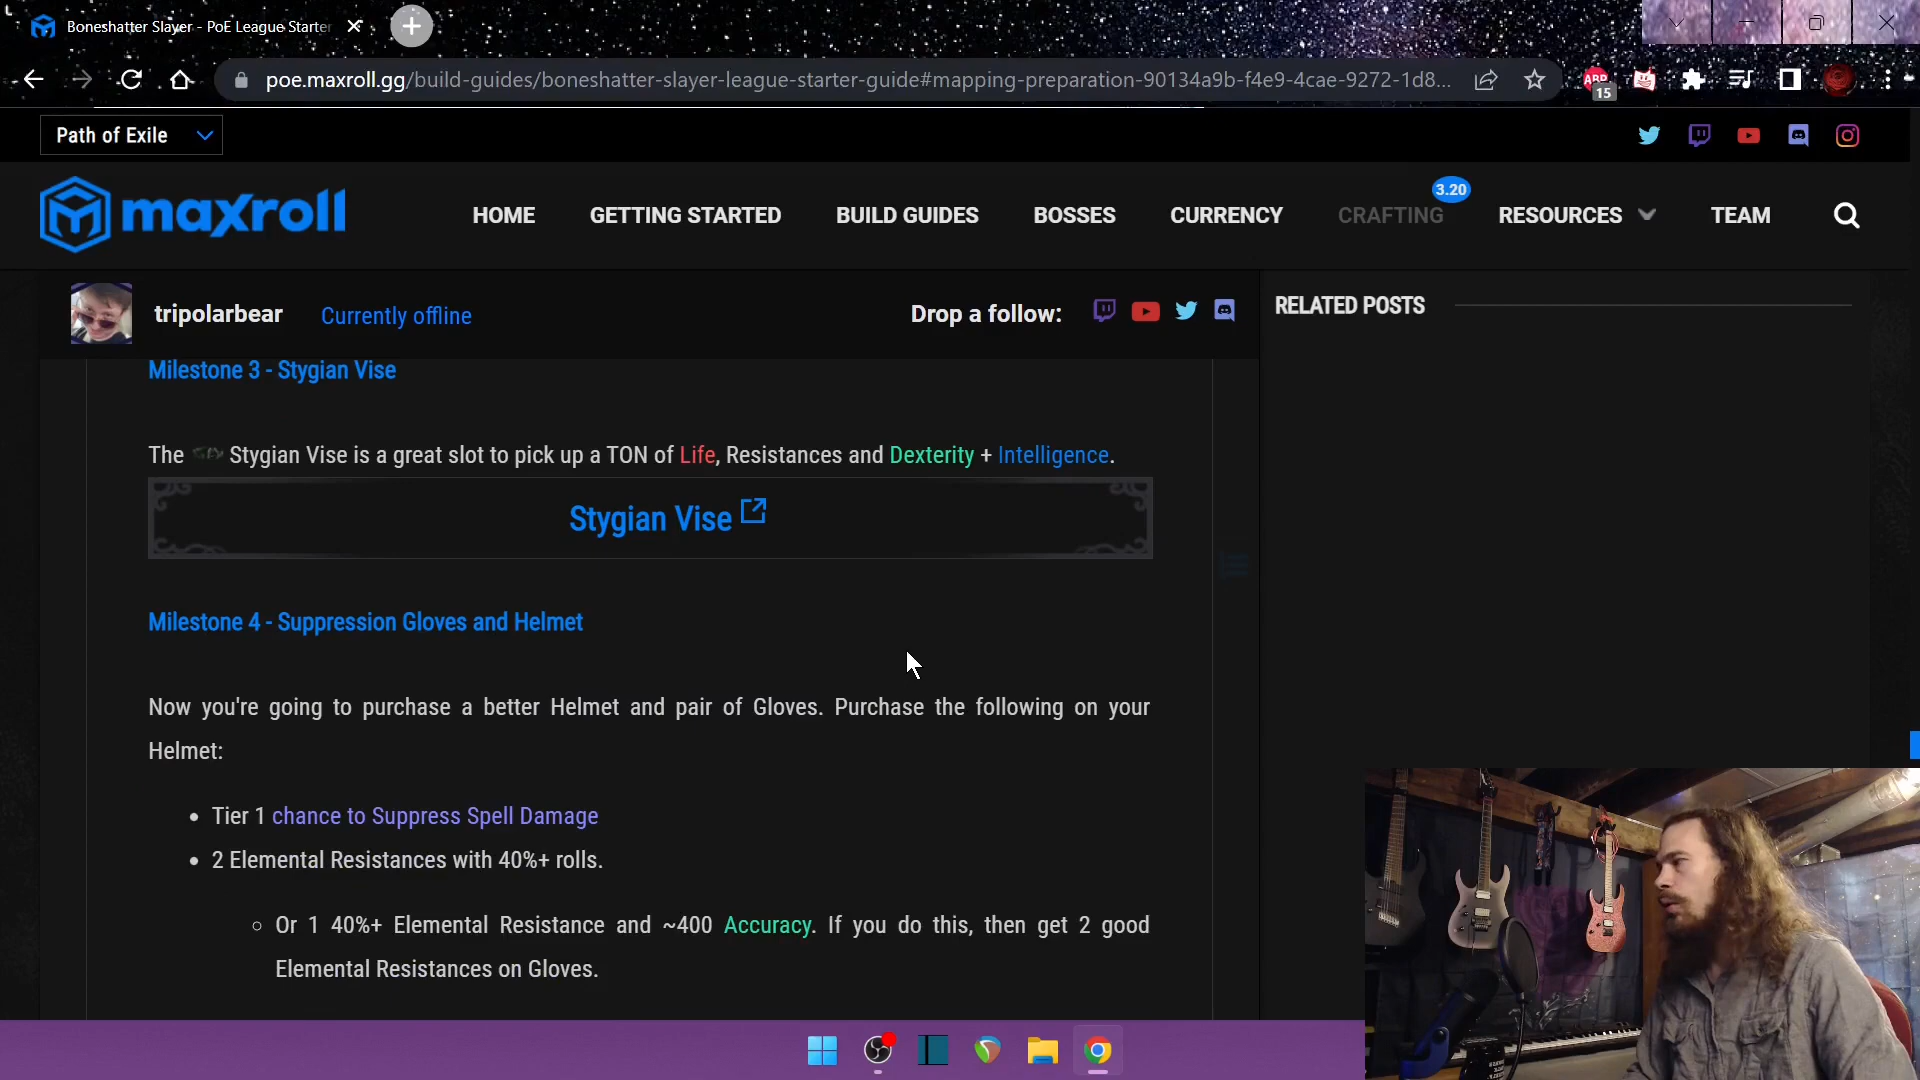 Boneshatter Slayer - PoE League Starter
poe.maxroll.gg/build-guides/boneshatter-slayer-league-starter-guide#mapping-preparation-90134a9b-f4e9-4cae-9272-1d8...
ABP
15
Path of Exile
maxroll
HOME GETTING STARTED BUILD GUIDES BOSSES CURRENCY CRAFTING 3.20 RESOURCES TEAM
tripolarbear Currently offline Drop a follow:
RELATED POSTS
Milestone 3 - Stygian Vise
The Stygian Vise is a great slot to pick up a TON of Life, Resistances and Dexterity + Intelligence.
Stygian Vise
Milestone 4 - Suppression Gloves and Helmet
Now you're going to purchase a better Helmet and pair of Gloves. Purchase the following on your
Helmet:
• Tier 1 chance to Suppress Spell Damage
• 2 Elemental Resistances with 40%+ rolls.
○ Or 1 40%+ Elemental Resistance and ~400 Accuracy. If you do this, then get 2 good
Elemental Resistances on Gloves.